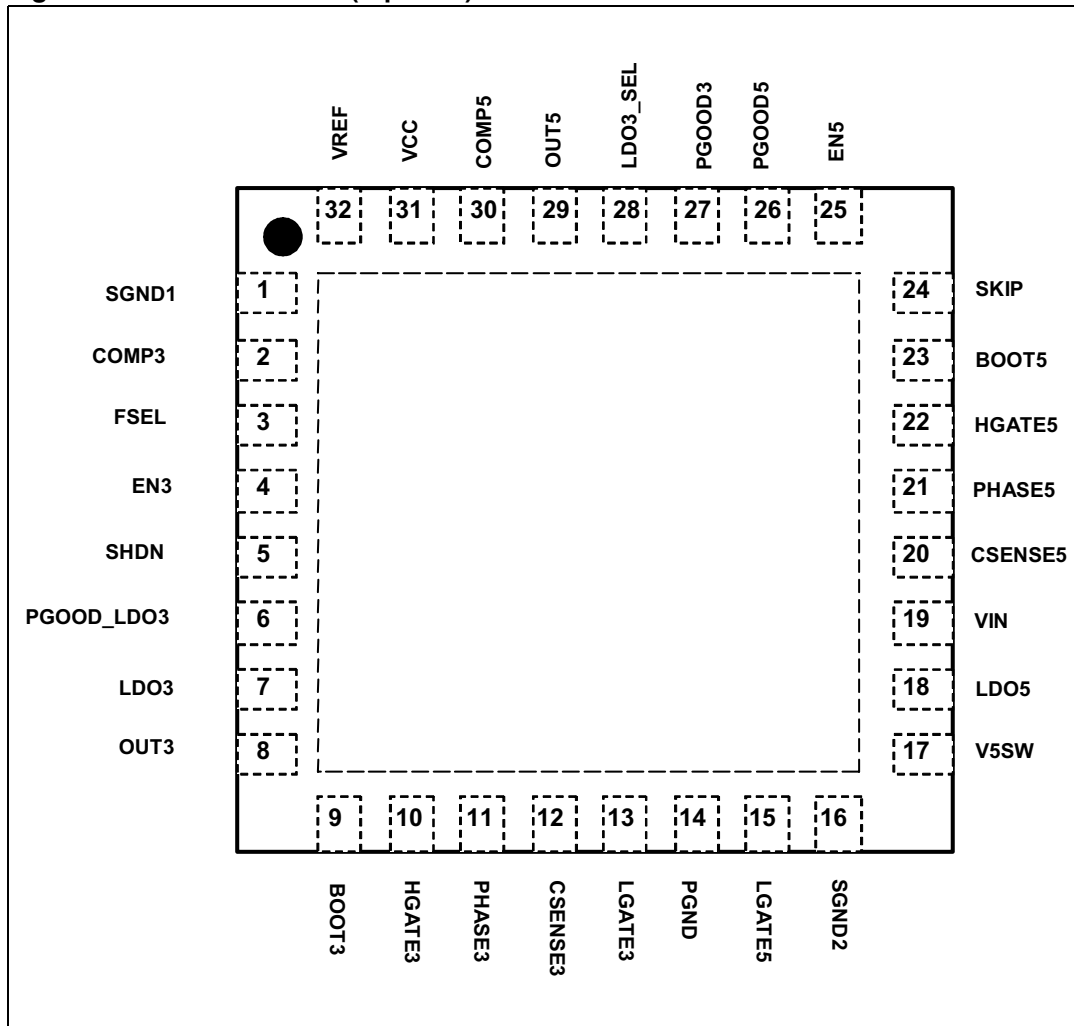 VREF
VCC
COMP5
OUT5
LDO3_SEL
PGOOD3
PGOOD5
EN5
32 31 30 29 28 27 26 25
SGND1 1
COMP3 2
FSEL 3
EN3 4
SHDN 5
PGOOD_LDO3 6
LDO3 7
OUT3 8
24 SKIP
23 BOOT5
22 HGATE5
21 PHASE5
20 CSENSE5
19 VIN
18 LDO5
17 V5SW
9 10 11 12 13 14 15 16
BOOT3
HGATE3
PHASE3
CSENSE3
LGATE3
PGND
LGATE5
SGND2